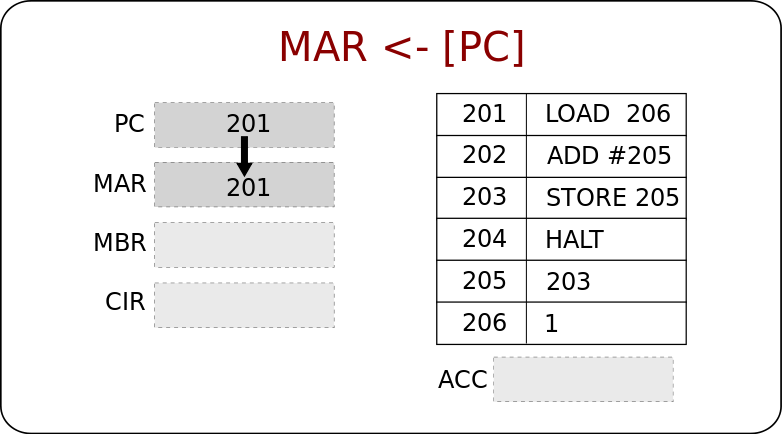 MAR <- [PC]
PC 201
MAR 201
MBR
CIR
201 LOAD 206
202 ADD #205
203 STORE 205
204 HALT
205 203
206 1
ACC